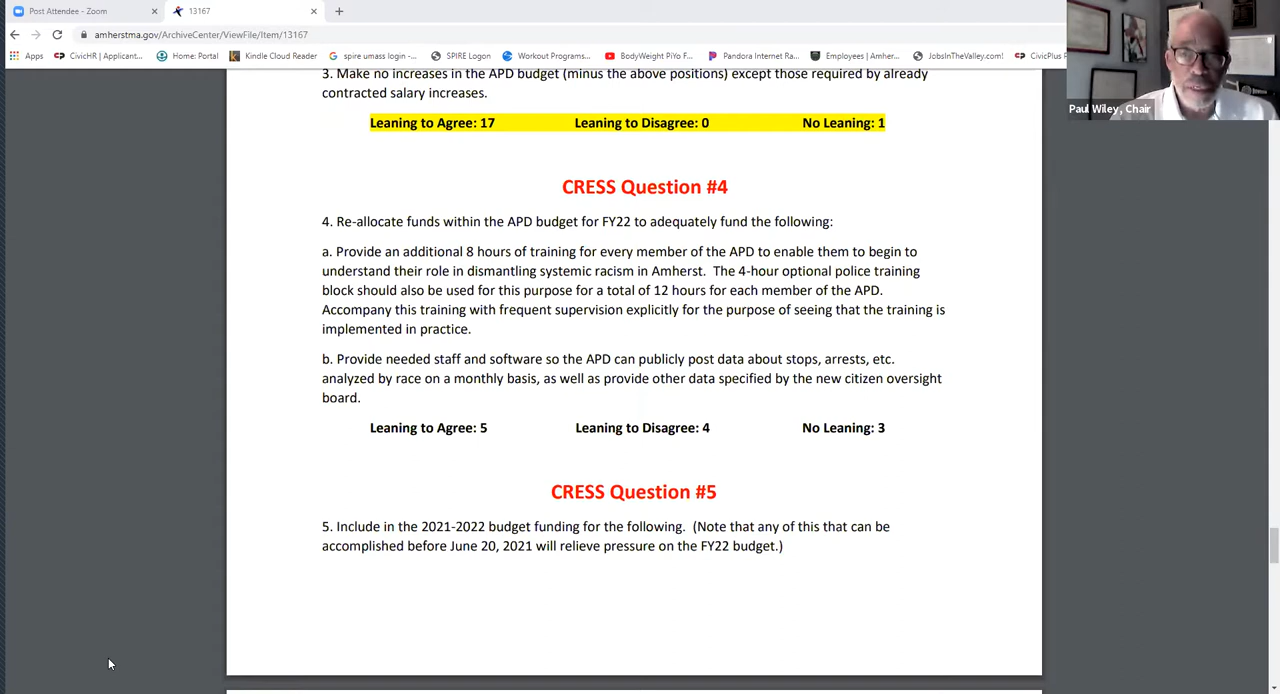 Post Attendee - Zoom
13167
amherstma.gov/ArchiveCenter/ViewFile/Item/13167
Apps
CivicHR | Applicant...
Home: Portal
Kindle Cloud Reader
spire umass login -...
SPIRE Logon
Workout Programs...
BodyWeight PiYo F...
Pandora Internet Ra...
Employees | Amher...
JobsInTheValley.com!
CivicPlus
Paul Wiley, Chair
3. Make no increases in the APD budget (minus the above positions) except those required by already
contracted salary increases.
Leaning to Agree: 17 Leaning to Disagree: 0 No Leaning: 1
CRESS Question #4
4. Re-allocate funds within the APD budget for FY22 to adequately fund the following:
a. Provide an additional 8 hours of training for every member of the APD to enable them to begin to
understand their role in dismantling systemic racism in Amherst. The 4-hour optional police training
block should also be used for this purpose for a total of 12 hours for each member of the APD.
Accompany this training with frequent supervision explicitly for the purpose of seeing that the training is
implemented in practice.
b. Provide needed staff and software so the APD can publicly post data about stops, arrests, etc.
analyzed by race on a monthly basis, as well as provide other data specified by the new citizen oversight
board.
Leaning to Agree: 5 Leaning to Disagree: 4 No Leaning: 3
CRESS Question #5
5. Include in the 2021-2022 budget funding for the following. (Note that any of this that can be
accomplished before June 20, 2021 will relieve pressure on the FY22 budget.)